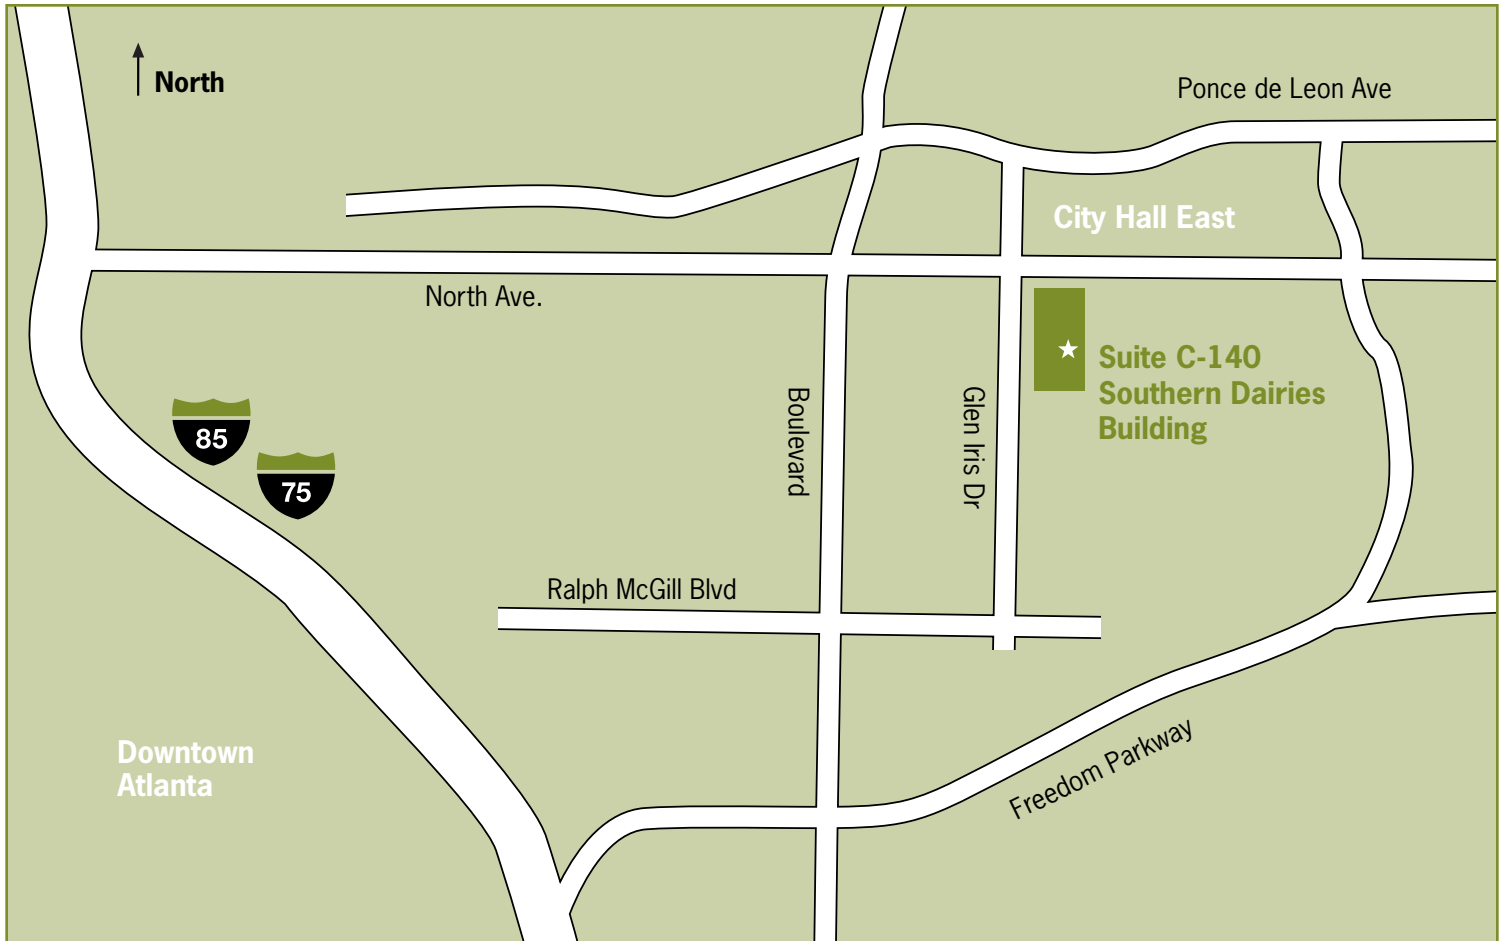 North
Ponce de Leon Ave
City Hall East
North Ave.
Suite C-140
Southern Dairies
Building
85
75
Boulevard
Glen Iris Dr
Ralph McGill Blvd
Downtown
Atlanta
Freedom Parkway